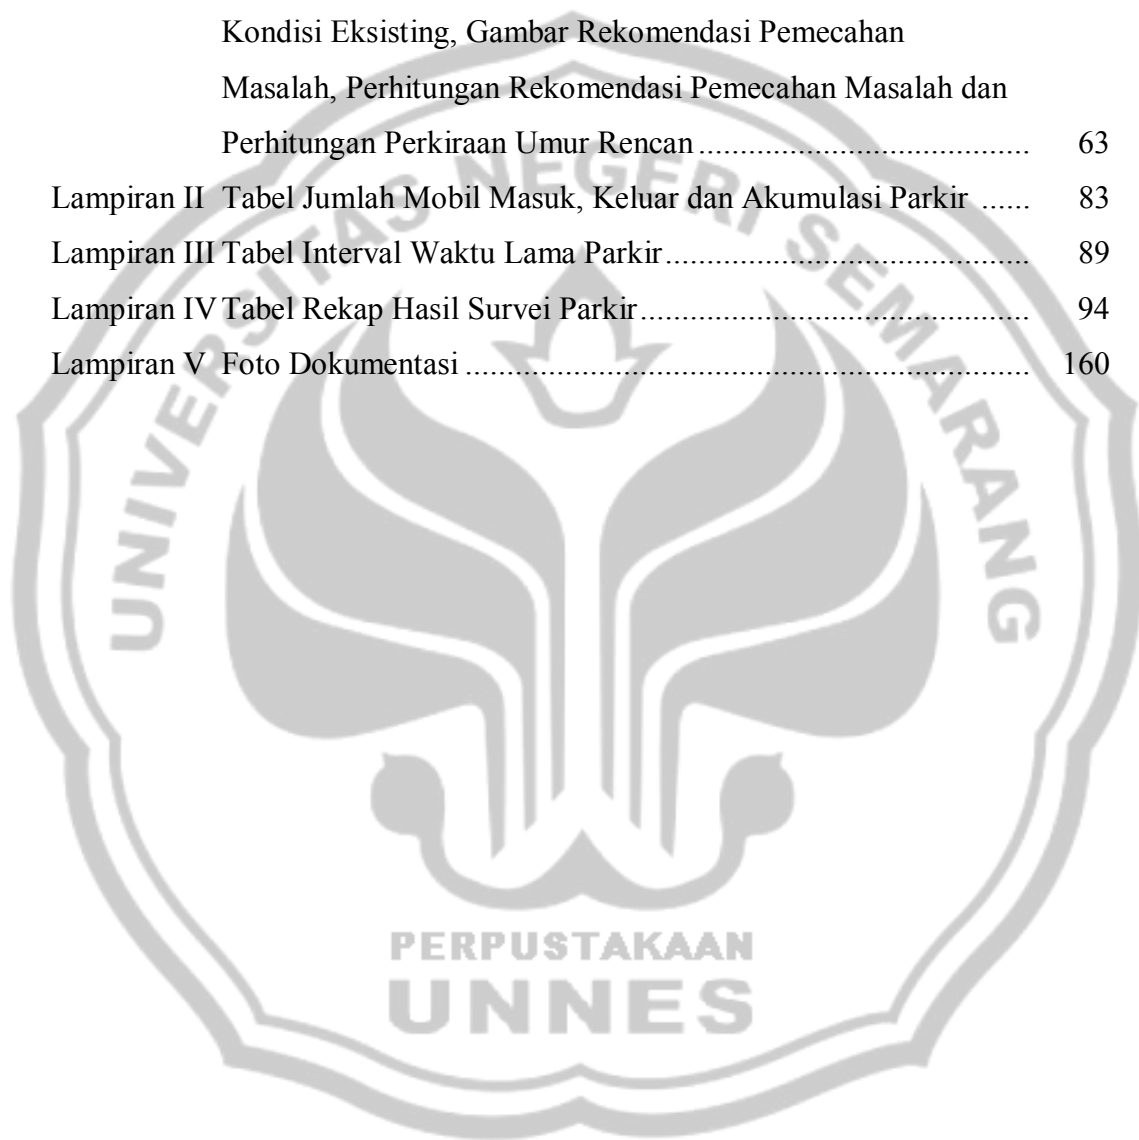 Kondisi Eksisting, Gambar Rekomendasi Pemecahan
Masalah, Perhitungan Rekomendasi Pemecahan Masalah dan
Perhitungan Perkiraan Umur Rencan ..................................... 63
Lampiran II Tabel Jumlah Mobil Masuk, Keluar dan Akumulasi Parkir ...... 83
Lampiran III Tabel Interval Waktu Lama Parkir ......................................... 89
Lampiran IV Tabel Rekap Hasil Survei Parkir ............................................ 94
Lampiran V Foto Dokumentasi ................................................................ 160
UNIVERSITAS NEGERI SEMARANG
PERPUSTAKAAN
UNNES